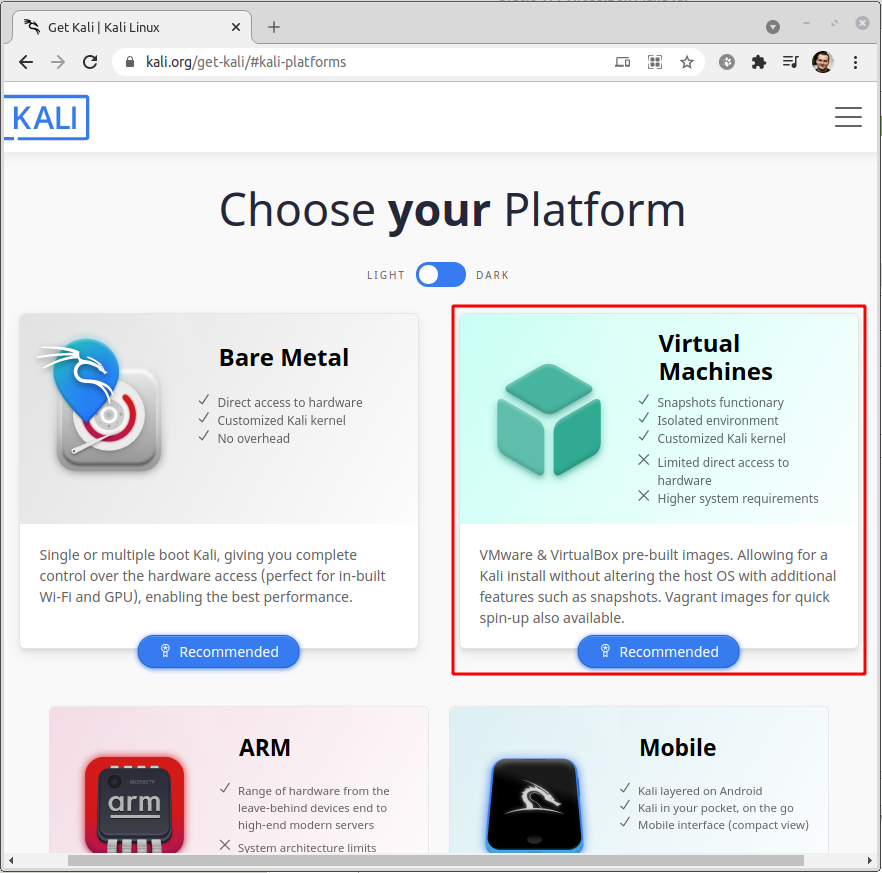 Get Kali | Kali Linux
kali.org/get-kali/#kali-platforms
KALI
Choose your Platform
LIGHT
DARK
Bare Metal
Direct access to hardware
Customized Kali kernel
No overhead
Single or multiple boot Kali, giving you complete
control over the hardware access (perfect for in-built
Wi-Fi and GPU), enabling the best performance.
Recommended
Virtual
Machines
Snapshots functionary
Isolated environment
Customized Kali kernel
Limited direct access to
hardware
Higher system requirements
VMware & VirtualBox pre-built images. Allowing for a
Kali install without altering the host OS with additional
features such as snapshots. Vagrant images for quick
spin-up also available.
Recommended
ARM
arm
Range of hardware from the
leave-behind devices end to
high-end modern servers
System architecture limits
Mobile
Kali layered on Android
Kali in your pocket, on the go
Mobile interface (compact view)